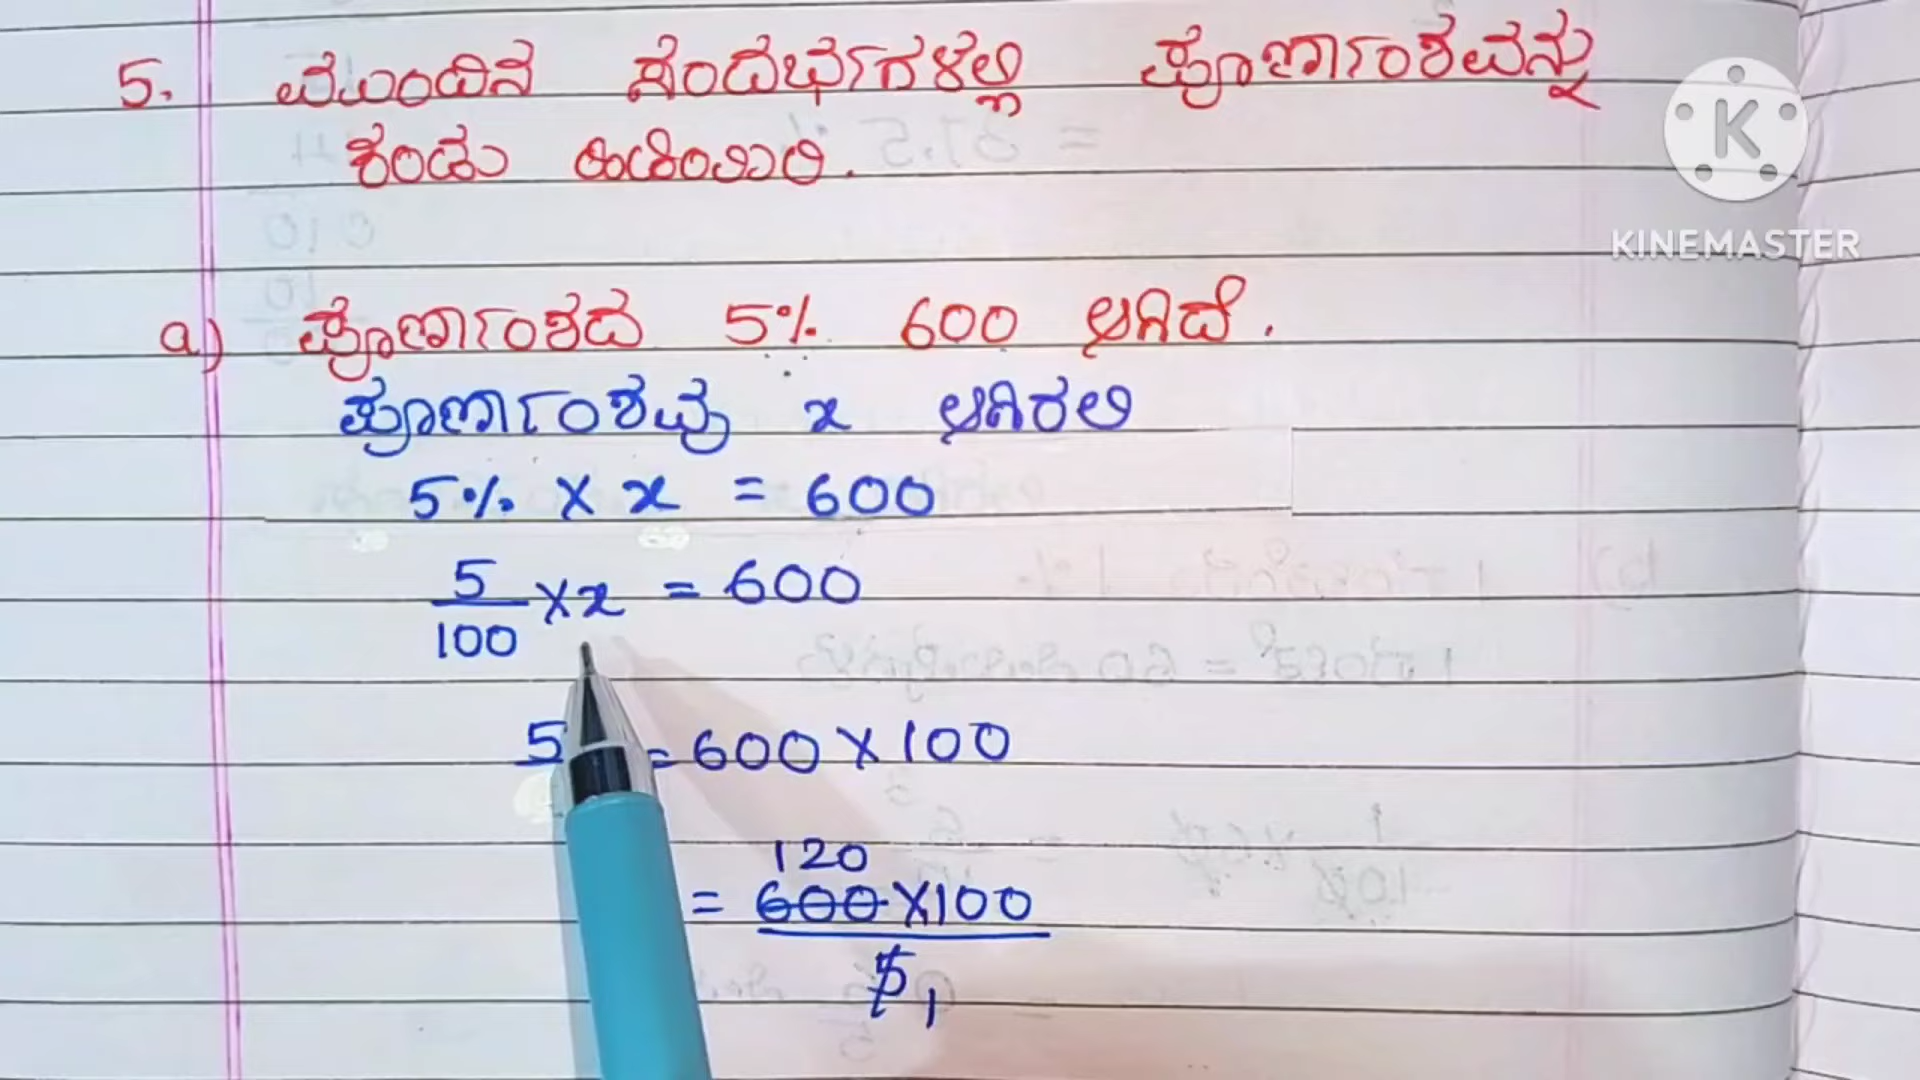 5. ಮುಂದಿನ ಸಂದರ್ಭಗಳಲ್ಲಿ ಪೂರ್ಣಾಂಶವನ್ನು
ಕಂಡು ಹಿಡಿಯಿರಿ.
K
KINEMASTER
a) ಪೂರ್ಣಾಂಶದ 5% 600 ಆಗಿದೆ.
ಪೂರ್ಣಾಂಶವು x ಆಗಿರಲಿ
5% × x = 600
5/100 × x = 600
5 = 600 × 100
120
= 600 × 100
5 1